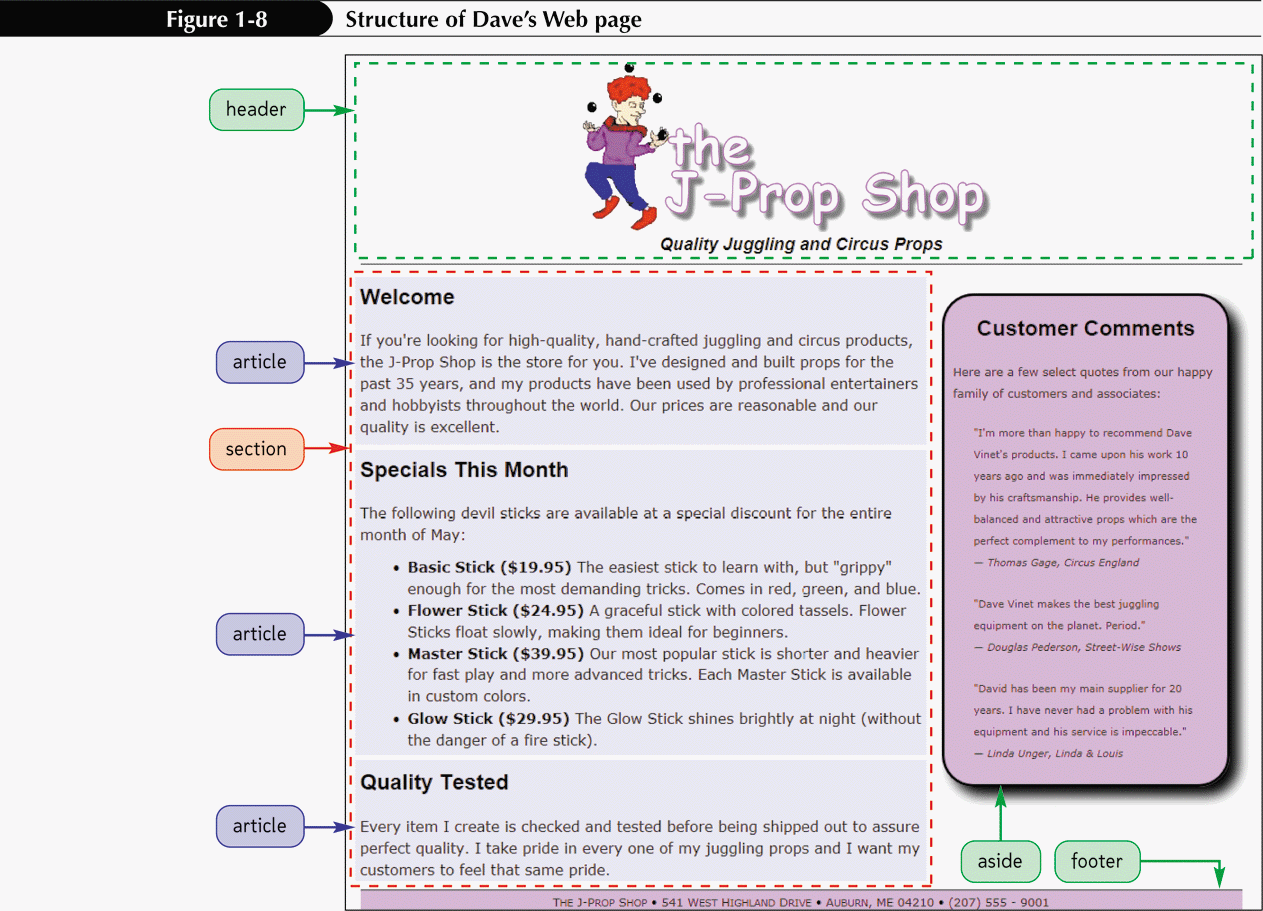 Figure 1-8
Structure of Dave’s Web page
header
the
J-Prop Shop
Quality Juggling and Circus Props
article
section
Welcome
If you're looking for high-quality, hand-crafted juggling and circus products,
the J-Prop Shop is the store for you. I've designed and built props for the
past 35 years, and my products have been used by professional entertainers
and hobbyists throughout the world. Our prices are reasonable and our
quality is excellent.
article
Specials This Month
The following devil sticks are available at a special discount for the entire
month of May:
• Basic Stick ($19.95) The easiest stick to learn with, but "grippy"
enough for the most demanding tricks. Comes in red, green, and blue.
• Flower Stick ($24.95) A graceful stick with colored tassels. Flower
Sticks float slowly, making them ideal for beginners.
• Master Stick ($39.95) Our most popular stick is shorter and heavier
for fast play and more advanced tricks. Each Master Stick is available
in custom colors.
• Glow Stick ($29.95) The Glow Stick shines brightly at night (without
the danger of a fire stick).
article
Quality Tested
Every item I create is checked and tested before being shipped out to assure
perfect quality. I take pride in every one of my juggling props and I want my
customers to feel that same pride.
Customer Comments
Here are a few select quotes from our happy
family of customers and associates:
"I'm more than happy to recommend Dave
Vinet's products. I came upon his work 10
years ago and was immediately impressed
by his craftsmanship. He provides well-
balanced and attractive props which are the
perfect complement to my performances."
— Thomas Gage, Circus England
"Dave Vinet makes the best juggling
equipment on the planet. Period."
— Douglas Pederson, Street-Wise Shows
"David has been my main supplier for 20
years. I have never had a problem with his
equipment and his service is impeccable."
— Linda Unger, Linda & Louis
aside
footer
THE J-PROP SHOP • 541 WEST HIGHLAND DRIVE • AUBURN, ME 04210 • (207) 555 - 9001